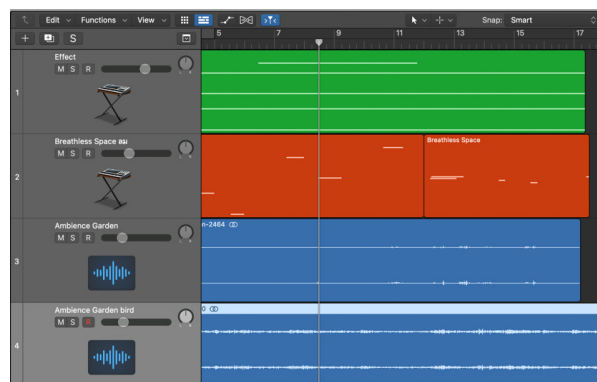 Edit Functions View Snap: Smart
S
5 7 9 11 13 15 17
1
Effect
M S R
2
Breathless Space
M S R
Breathless Space
3
Ambience Garden
M S R
n-2464
4
Ambience Garden bird
M S R
0